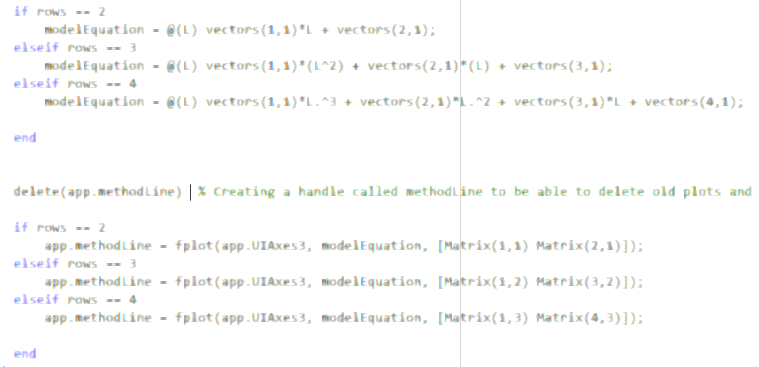 if rows == 2
modelEquation = @(L) vectors(1,1)*L + vectors(2,1);
elseif rows == 3
modelEquation = @(L) vectors(1,1)*(L^2) + vectors(2,1)*(L) + vectors(3,1);
elseif rows == 4
modelEquation = @(L) vectors(1,1)*L.^3 + vectors(2,1)*L.^2 + vectors(3,1)*L + vectors(4,1);
end
delete(app.methodLine) % Creating a handle called methodLine to be able to delete old plots and
if rows == 2
app.methodLine = fplot(app.UIAxes3, modelEquation, [Matrix(1,1) Matrix(2,1)]);
elseif rows == 3
app.methodLine = fplot(app.UIAxes3, modelEquation, [Matrix(1,2) Matrix(3,2)]);
elseif rows == 4
app.methodLine = fplot(app.UIAxes3, modelEquation, [Matrix(1,3) Matrix(4,3)]);
end